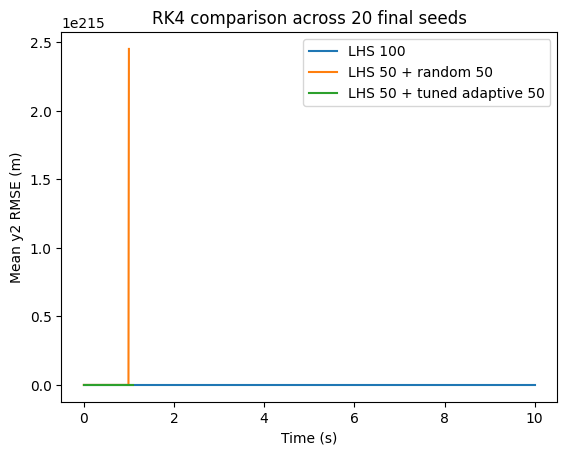 RK4 comparison across 20 final seeds
1e215
LHS 100
LHS 50 + random 50
LHS 50 + tuned adaptive 50
Mean y2 RMSE (m)
2.5
2.0
1.5
1.0
0.5
0.0
0 2 4 6 8 10
Time (s)